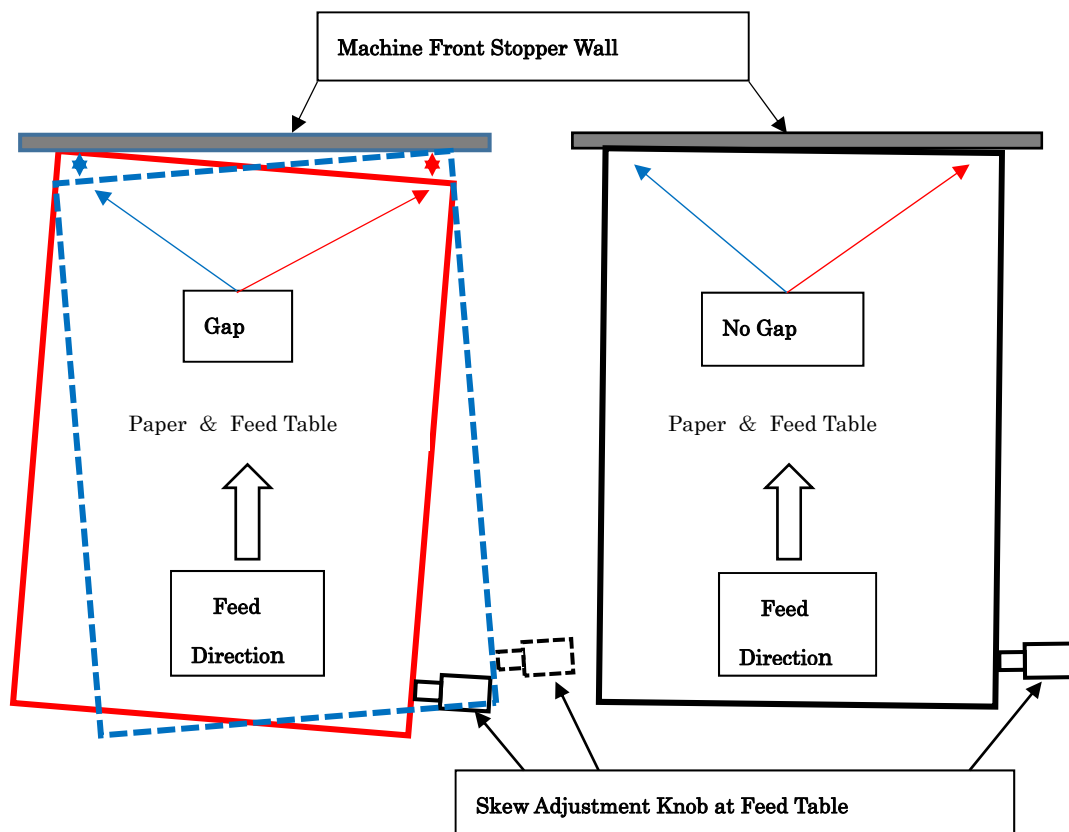 Machine Front Stopper Wall
Gap
No Gap
Paper & Feed Table
Paper & Feed Table
Feed
Direction
Feed
Direction
Skew Adjustment Knob at Feed Table